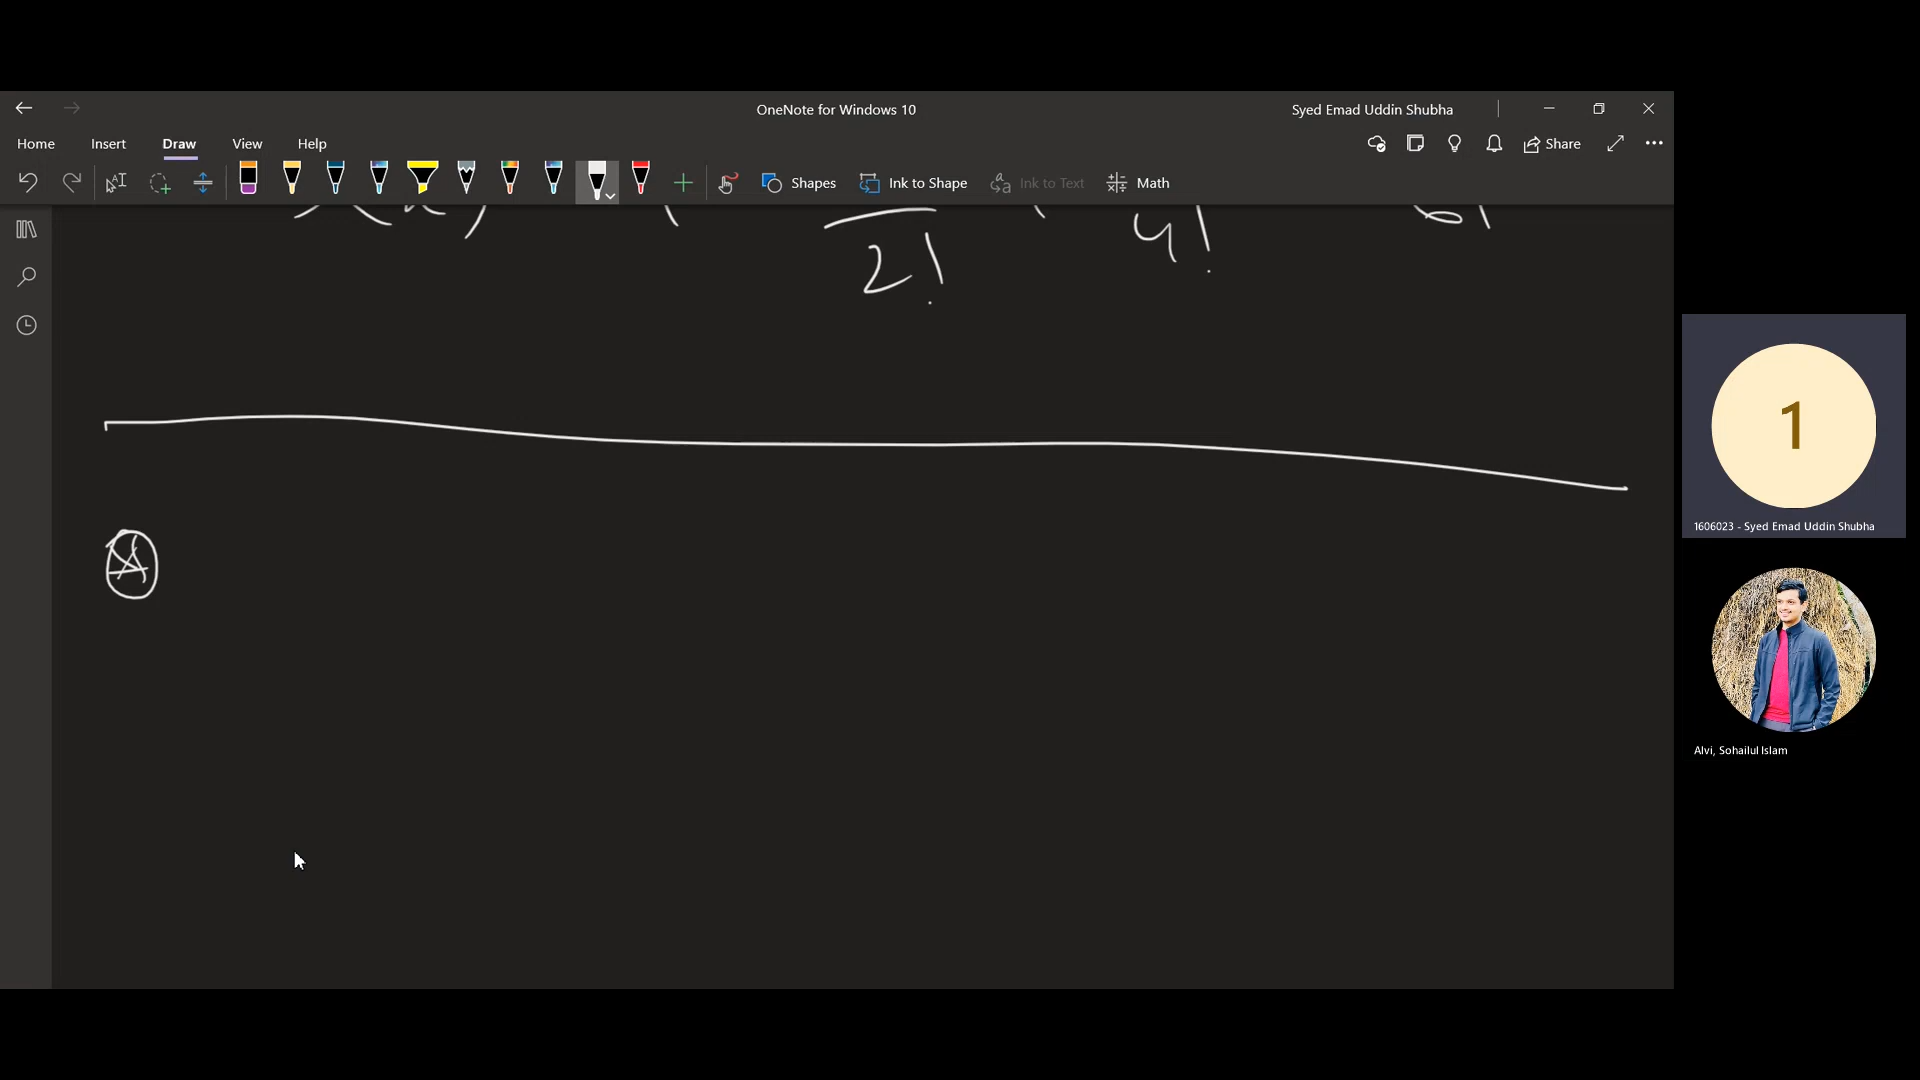 OneNote for Windows 10
Syed Emad Uddin Shubha
Home Insert Draw View Help
Share
Shapes Ink to Shape Ink to Text Math
2! 4!
1
1606023 - Syed Emad Uddin Shubha
Alvi, Sohailul Islam